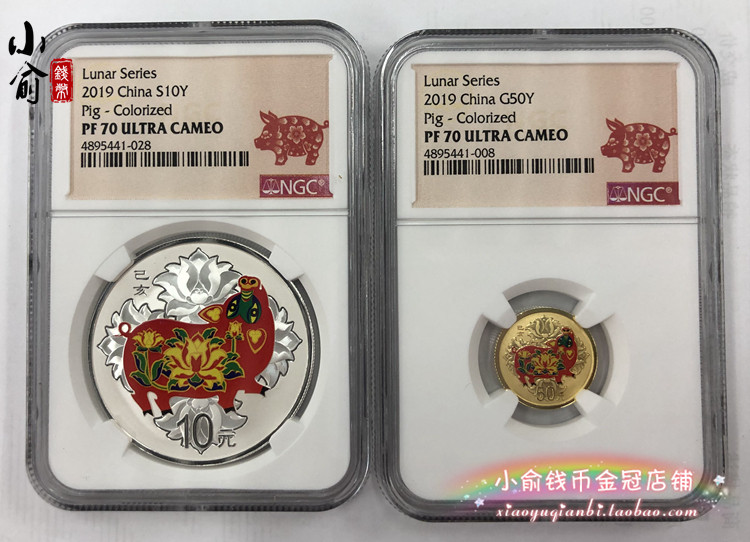 小俞
錢幣
Lunar Series
2019 China S10Y
Pig - Colorized
PF 70 ULTRA CAMEO
4895441-028
NGC®
己亥
10元
Lunar Series
2019 China G50Y
Pig - Colorized
PF 70 ULTRA CAMEO
4895441-008
NGC®
己亥
50元
小俞钱币金冠店铺
xiaoyuqianbi.taobao.com